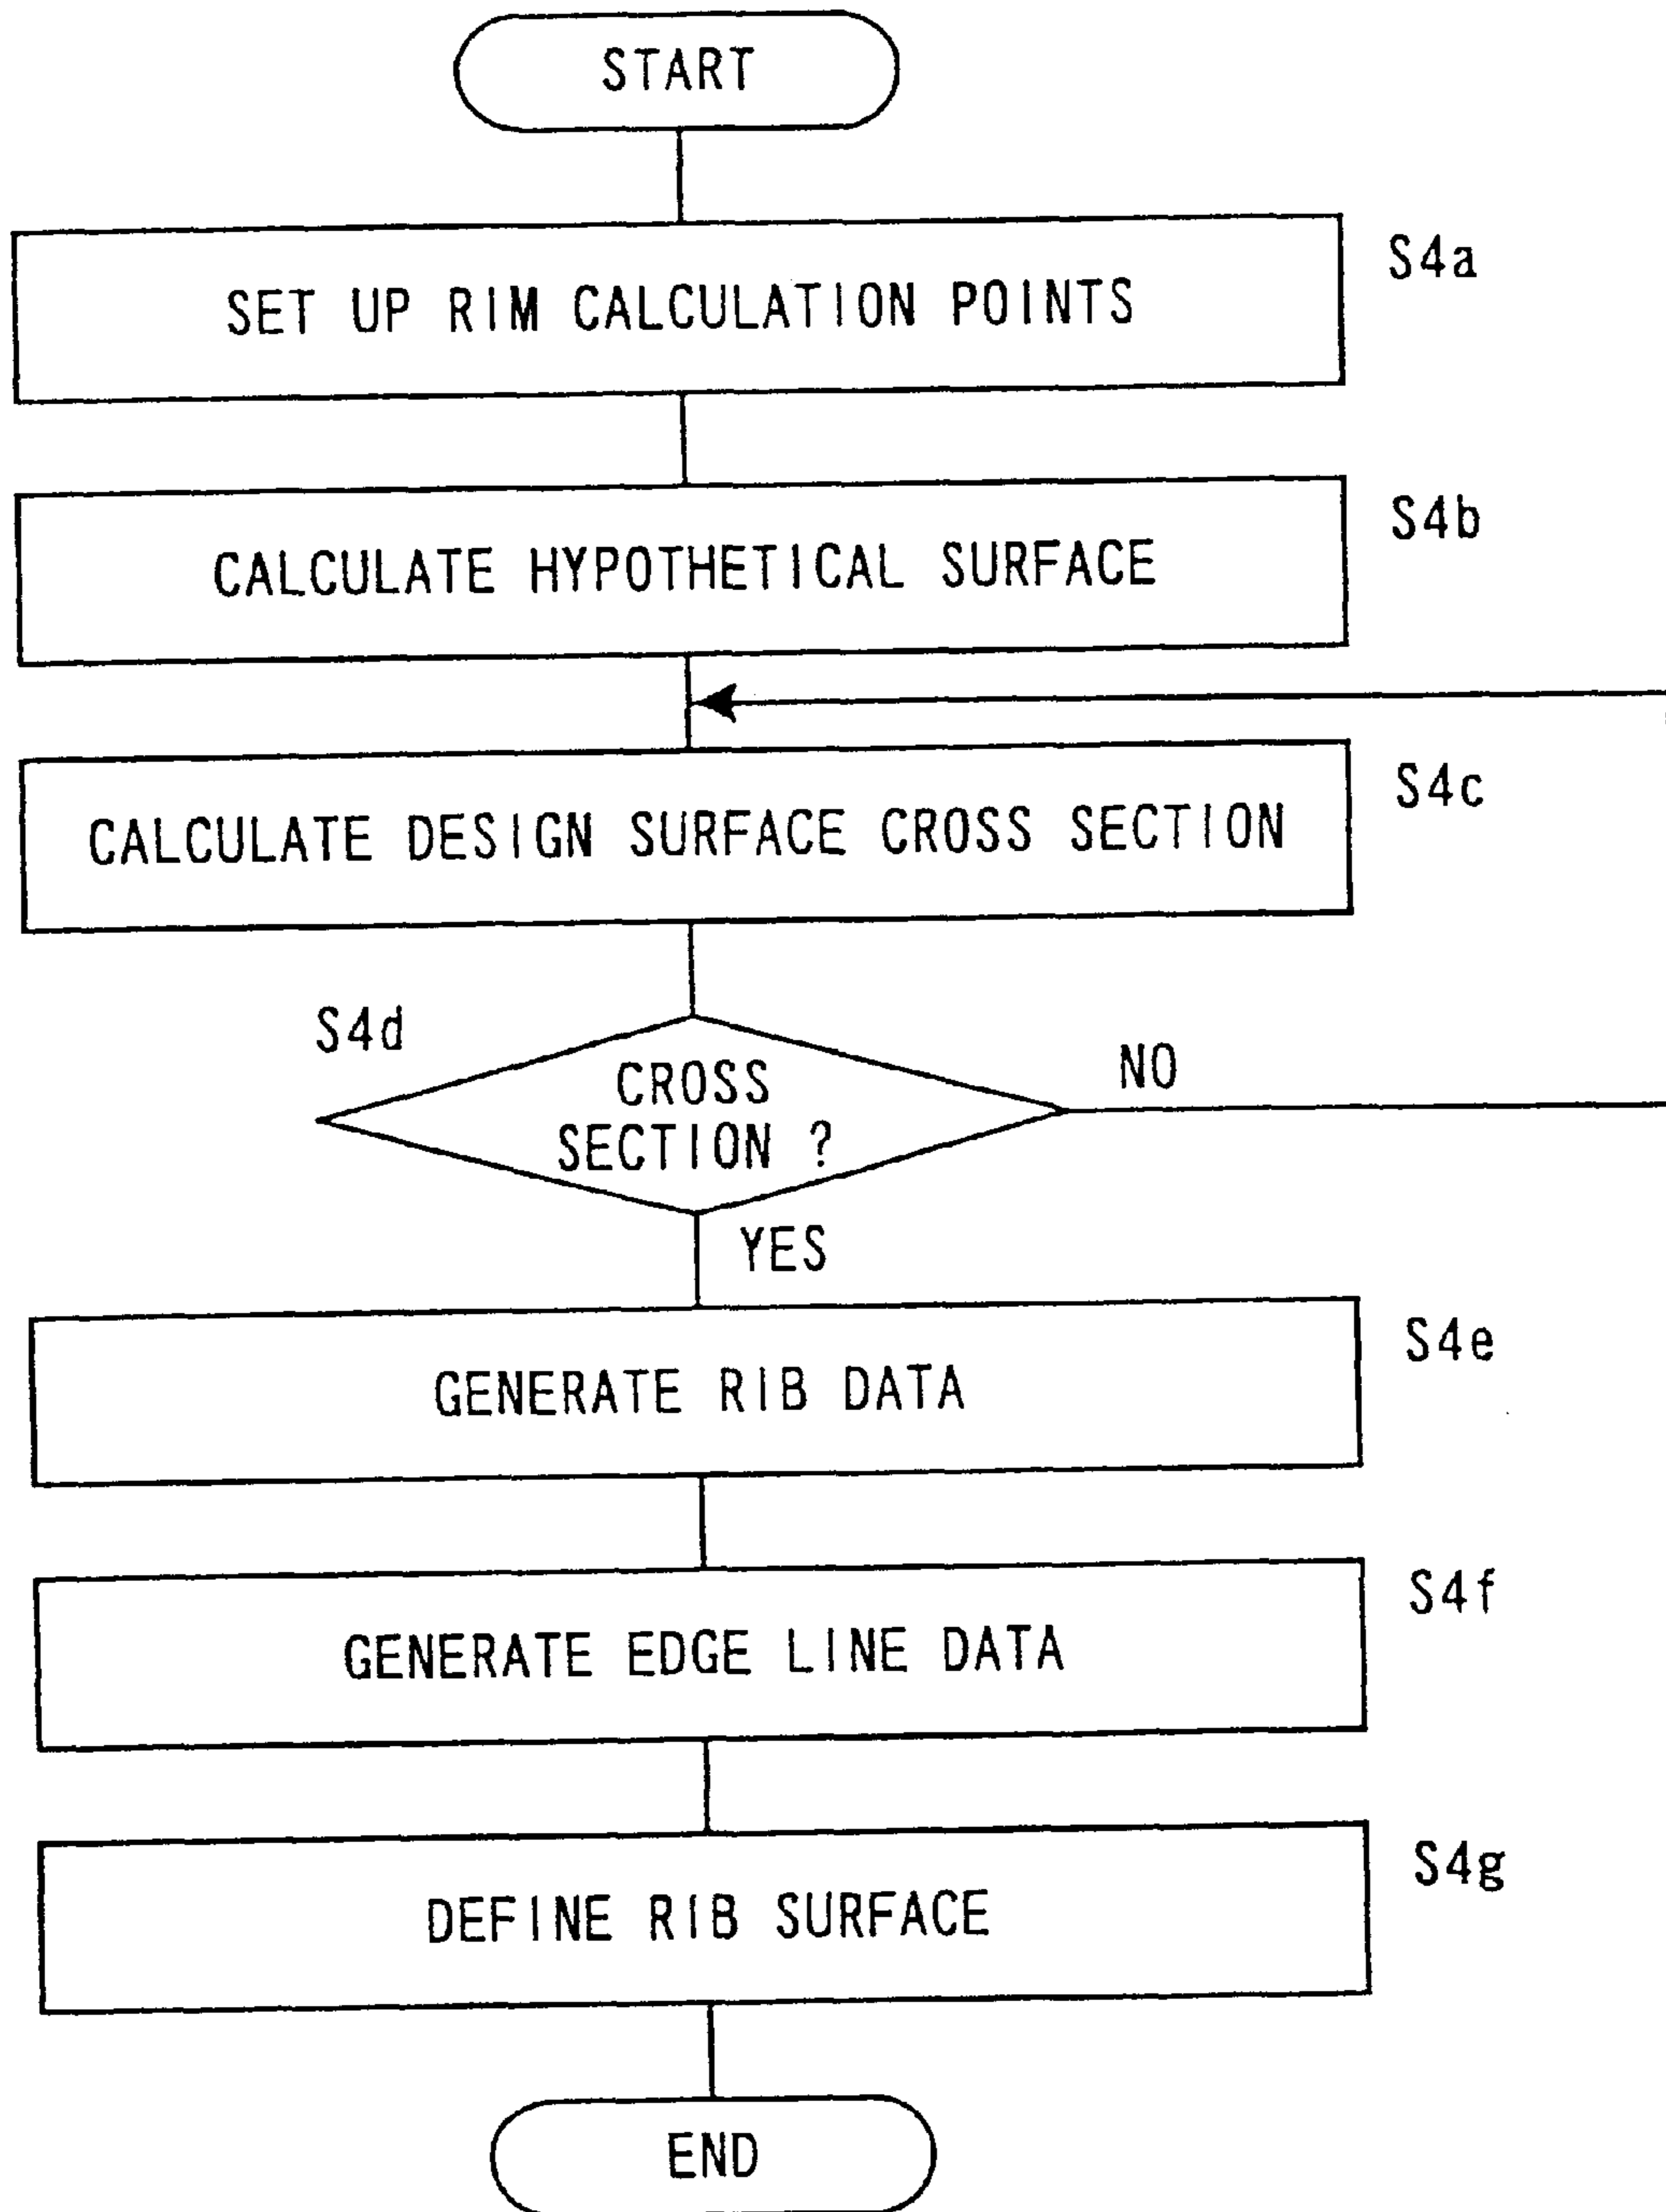 START
S4a
SET UP RIM CALCULATION POINTS
S4b
CALCULATE HYPOTHETICAL SURFACE
S4c
CALCULATE DESIGN SURFACE CROSS SECTION
S4d
CROSS
SECTION ?
NO
YES
S4e
GENERATE RIB DATA
S4f
GENERATE EDGE LINE DATA
S4g
DEFINE RIB SURFACE
END